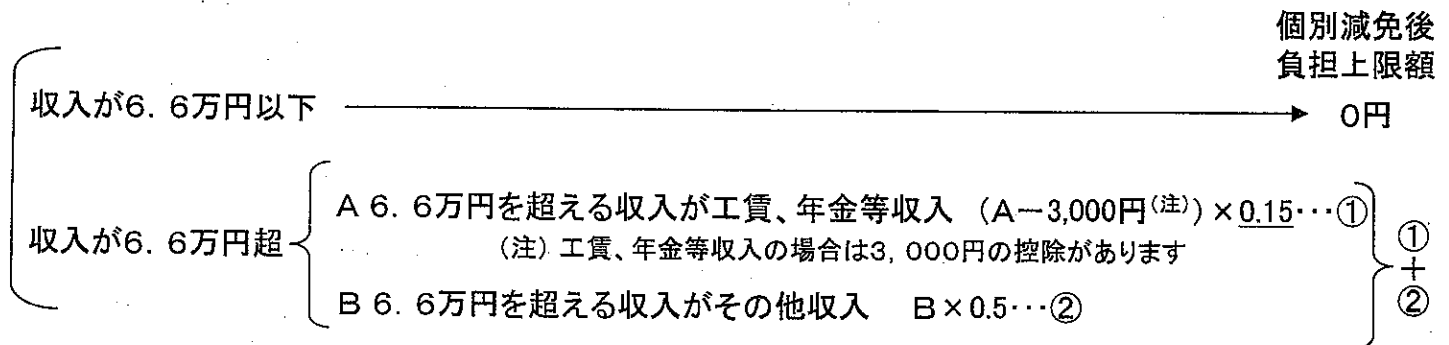 個別減免後
負担上限額
収入が6.6万円以下 0円
収入が6.6万円超
A 6.6万円を超える収入が工賃、年金等収入 (A－3,000円(注))×0.15･･･①
(注) 工賃、年金等収入の場合は3,000円の控除があります
B 6.6万円を超える収入がその他収入 B×0.5･･･②
①
＋
②